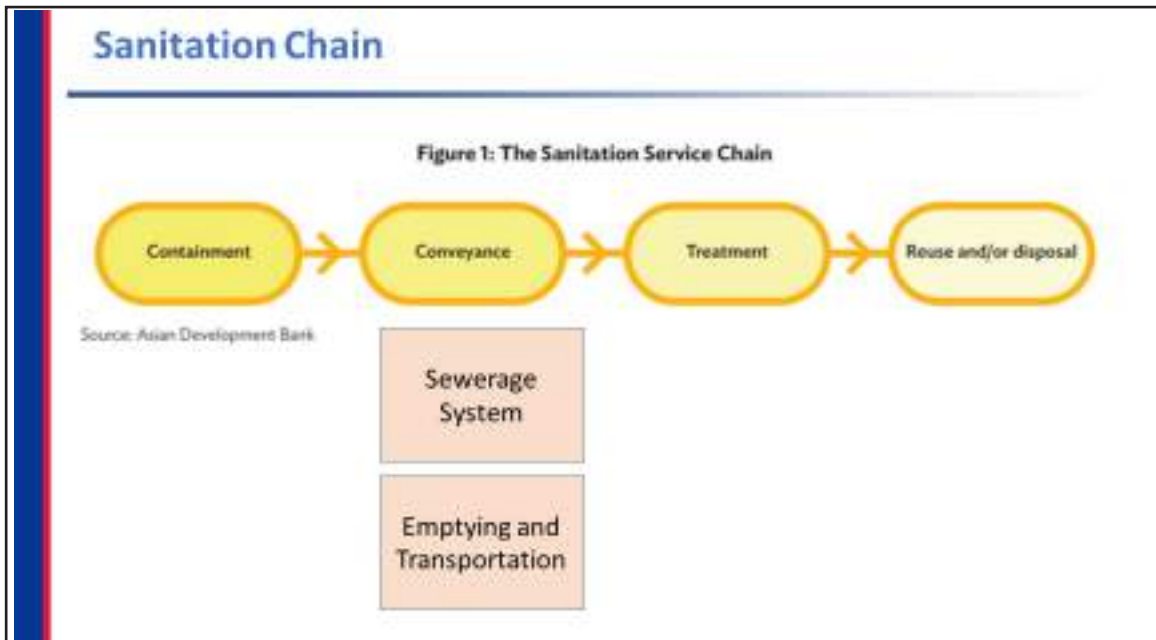 Sanitation Chain
Figure 1: The Sanitation Service Chain
Containment
Conveyance
Treatment
Reuse and/or disposal
Source: Asian Development Bank
Sewerage
System
Emptying and
Transportation